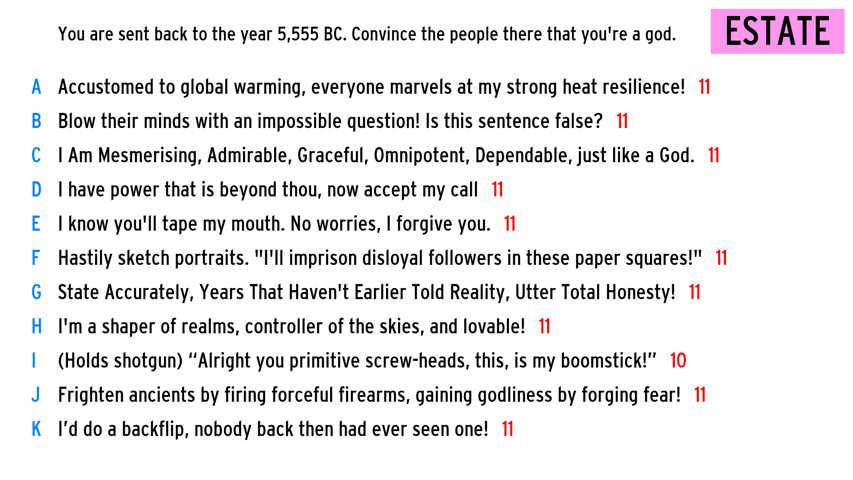 You are sent back to the year 5,555 BC. Convince the people there that you're a god. ESTATE
A Accustomed to global warming, everyone marvels at my strong heat resilience! 11
B Blow their minds with an impossible question! Is this sentence false? 11
C I Am Mesmerising, Admirable, Graceful, Omnipotent, Dependable, just like a God. 11
D I have power that is beyond thou, now accept my call 11
E I know you'll tape my mouth. No worries, I forgive you. 11
F Hastily sketch portraits. "I'll imprison disloyal followers in these paper squares!" 11
G State Accurately, Years That Haven't Earlier Told Reality, Utter Total Honesty! 11
H I'm a shaper of realms, controller of the skies, and lovable! 11
I (Holds shotgun) “Alright you primitive screw-heads, this, is my boomstick!” 10
J Frighten ancients by firing forceful firearms, gaining godliness by forging fear! 11
K I’d do a backflip, nobody back then had ever seen one! 11